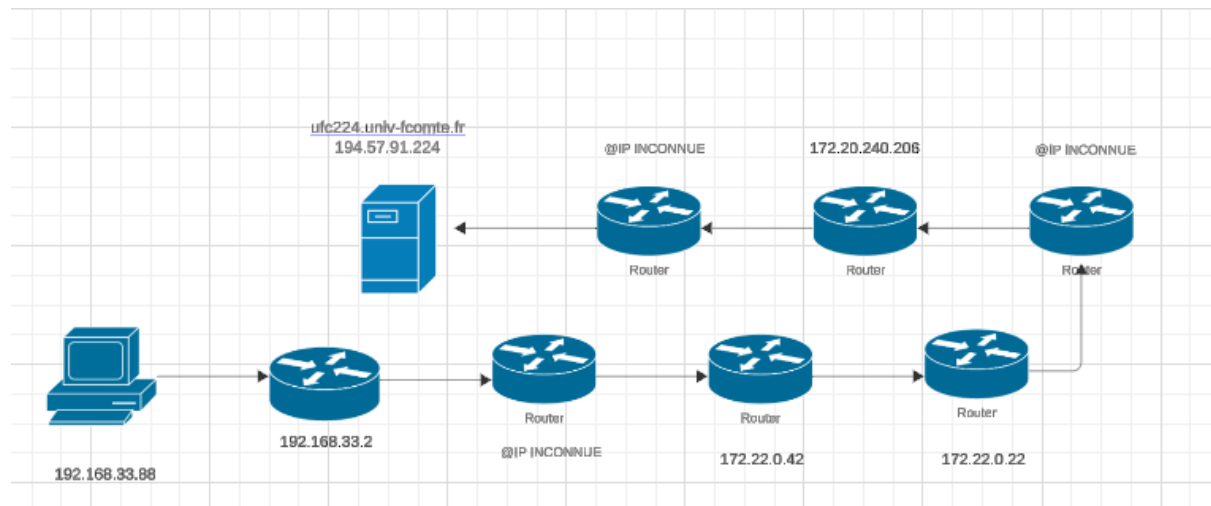 ufc224.univ-fcomte.fr
194.57.91.224
@IP INCONNUE
172.20.240.206
@IP INCONNUE
Router
Router
Router
192.168.33.88
192.168.33.2
Router
@IP INCONNUE
Router
172.22.0.42
Router
172.22.0.22